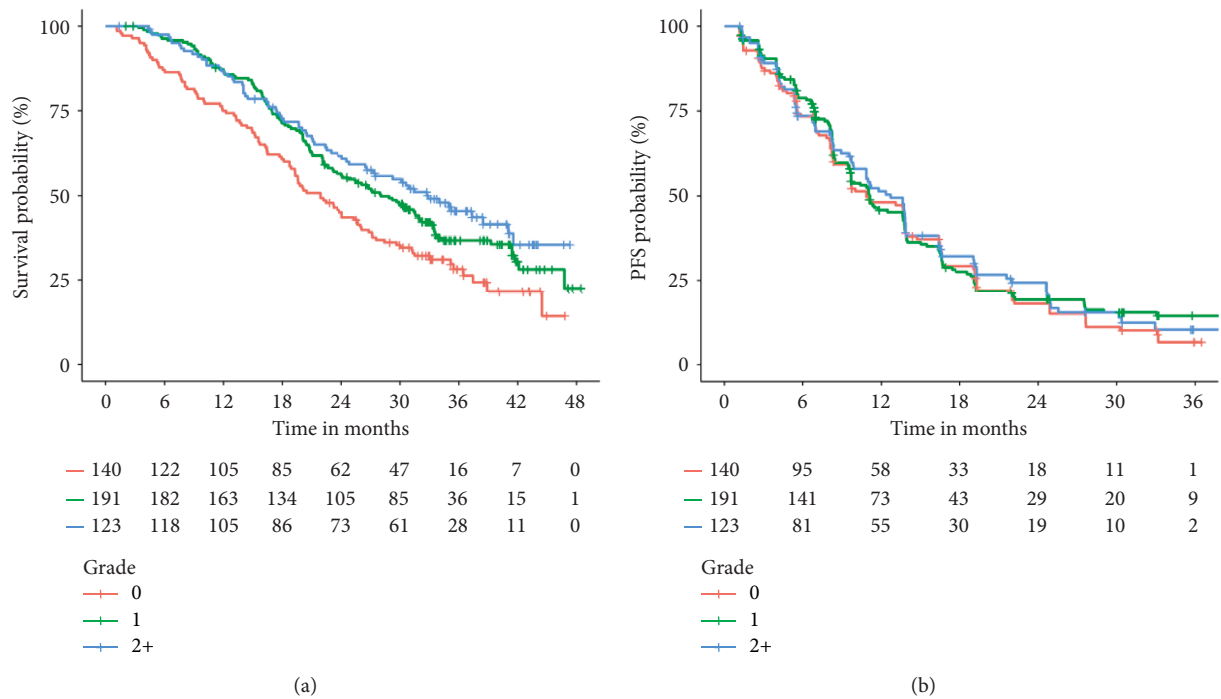 100
75
50
25
0
Survival probability (%)
0 6 12 18 24 30 36 42 48
Time in months
140 122 105 85 62 47 16 7 0
191 182 163 134 105 85 36 15 1
123 118 105 86 73 61 28 11 0
Grade
0
1
2+
(a)
100
75
50
25
0
PFS probability (%)
0 6 12 18 24 30 36
Time in months
140 95 58 33 18 11 1
191 141 73 43 29 20 9
123 81 55 30 19 10 2
Grade
0
1
2+
(b)